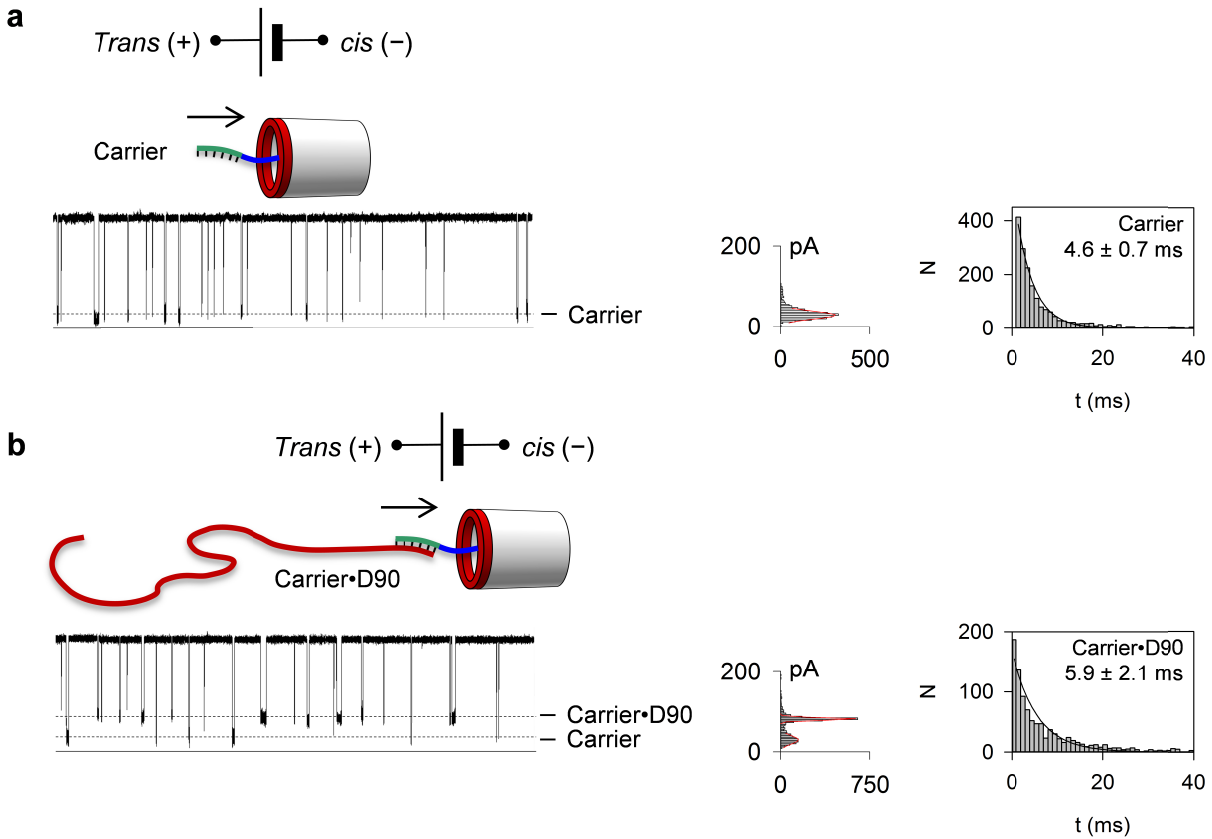 a
Trans (+) cis (−)
Carrier
Carrier
200
pA
0
0 500
N
400
200
0
Carrier
4.6 ± 0.7 ms
0 20 40
t (ms)
b
Trans (+) cis (−)
Carrier•D90
Carrier•D90
Carrier
200
pA
0
0 750
N
200
100
0
Carrier•D90
5.9 ± 2.1 ms
0 20 40
t (ms)